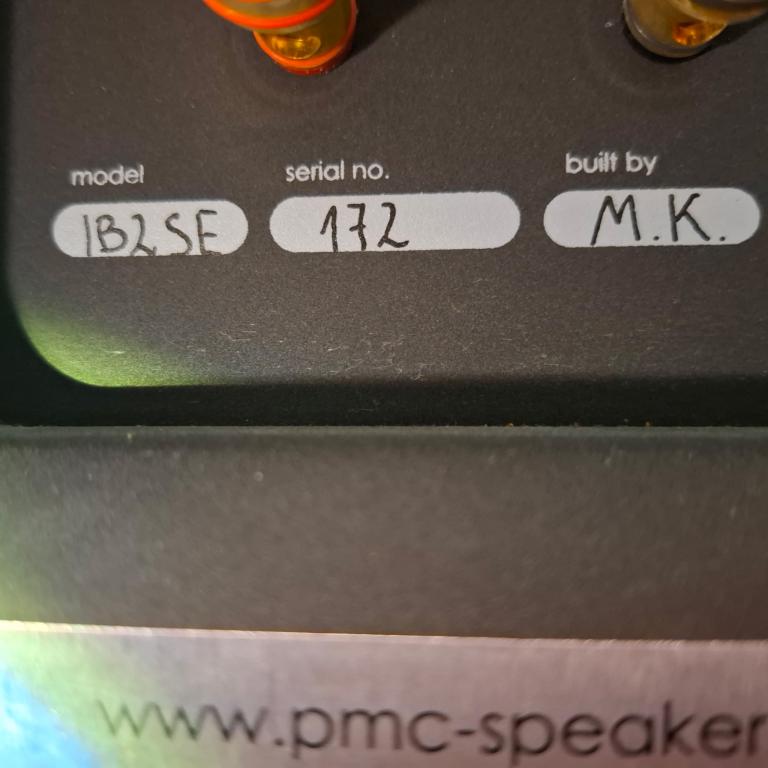 model serial no. built by
IB2SE 172 M.K.
www.pmc-speaker